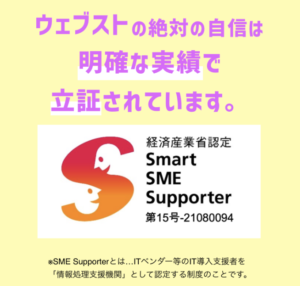 ウェブストの絶対の自信は
明確な実績で
立証されています。
経済産業省認定
Smart
SME
Supporter
第15号-21080094
※SME Supporterとは…ITベンダー等のIT導入支援者を
「情報処理支援機関」として認定する制度のことです。